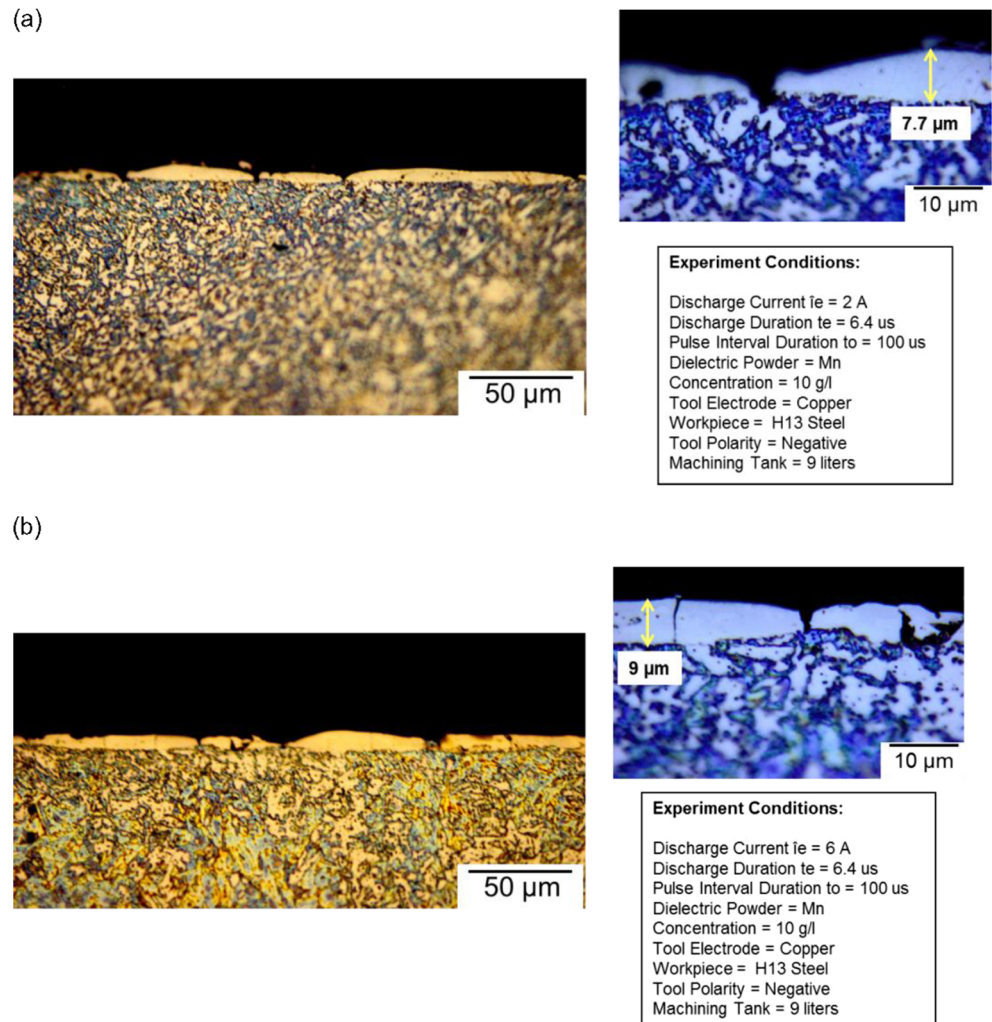 (a)
7.7 µm
10 µm
50 µm
Experiment Conditions:
Discharge Current îe = 2 A
Discharge Duration te = 6.4 us
Pulse Interval Duration to = 100 us
Dielectric Powder = Mn
Concentration = 10 g/l
Tool Electrode = Copper
Workpiece = H13 Steel
Tool Polarity = Negative
Machining Tank = 9 liters
(b)
9 µm
10 µm
50 µm
Experiment Conditions:
Discharge Current îe = 6 A
Discharge Duration te = 6.4 us
Pulse Interval Duration to = 100 us
Dielectric Powder = Mn
Concentration = 10 g/l
Tool Electrode = Copper
Workpiece = H13 Steel
Tool Polarity = Negative
Machining Tank = 9 liters